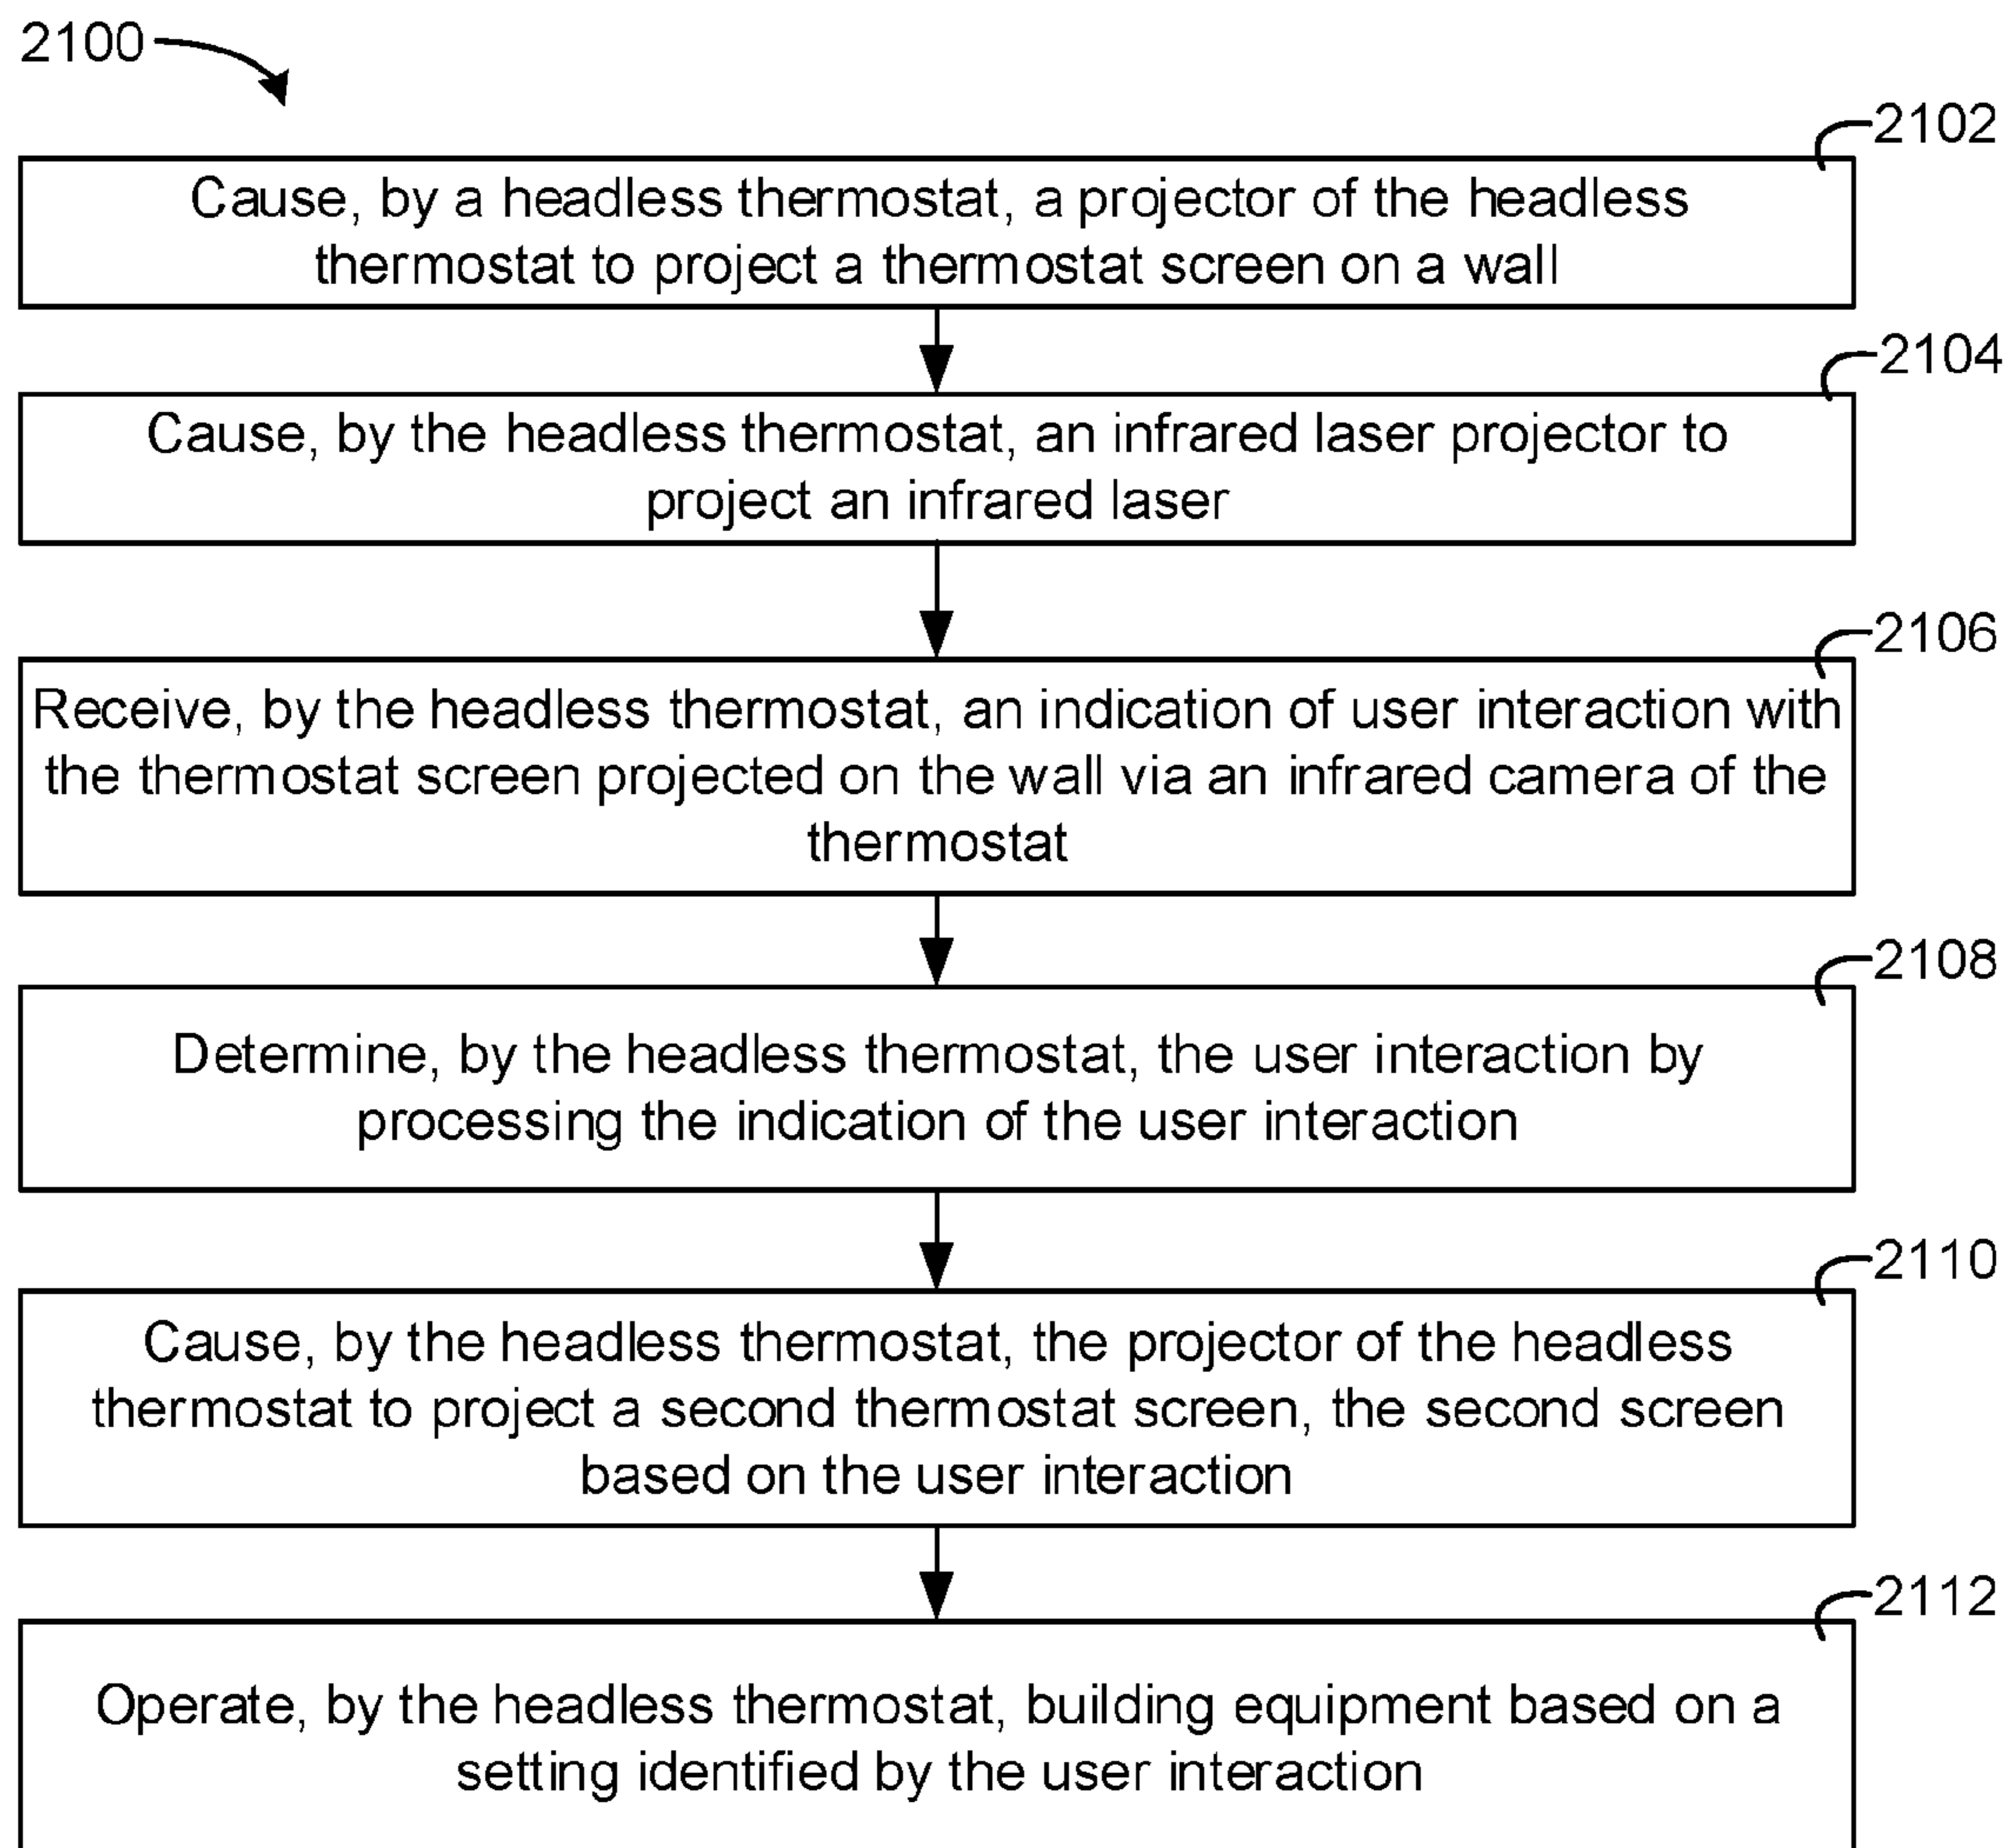 2100
2102
Cause, by a headless thermostat, a projector of the headless
thermostat to project a thermostat screen on a wall
2104
Cause, by the headless thermostat, an infrared laser projector to
project an infrared laser
2106
Receive, by the headless thermostat, an indication of user interaction with
the thermostat screen projected on the wall via an infrared camera of the
thermostat
2108
Determine, by the headless thermostat, the user interaction by
processing the indication of the user interaction
2110
Cause, by the headless thermostat, the projector of the headless
thermostat to project a second thermostat screen, the second screen
based on the user interaction
2112
Operate, by the headless thermostat, building equipment based on a
setting identified by the user interaction